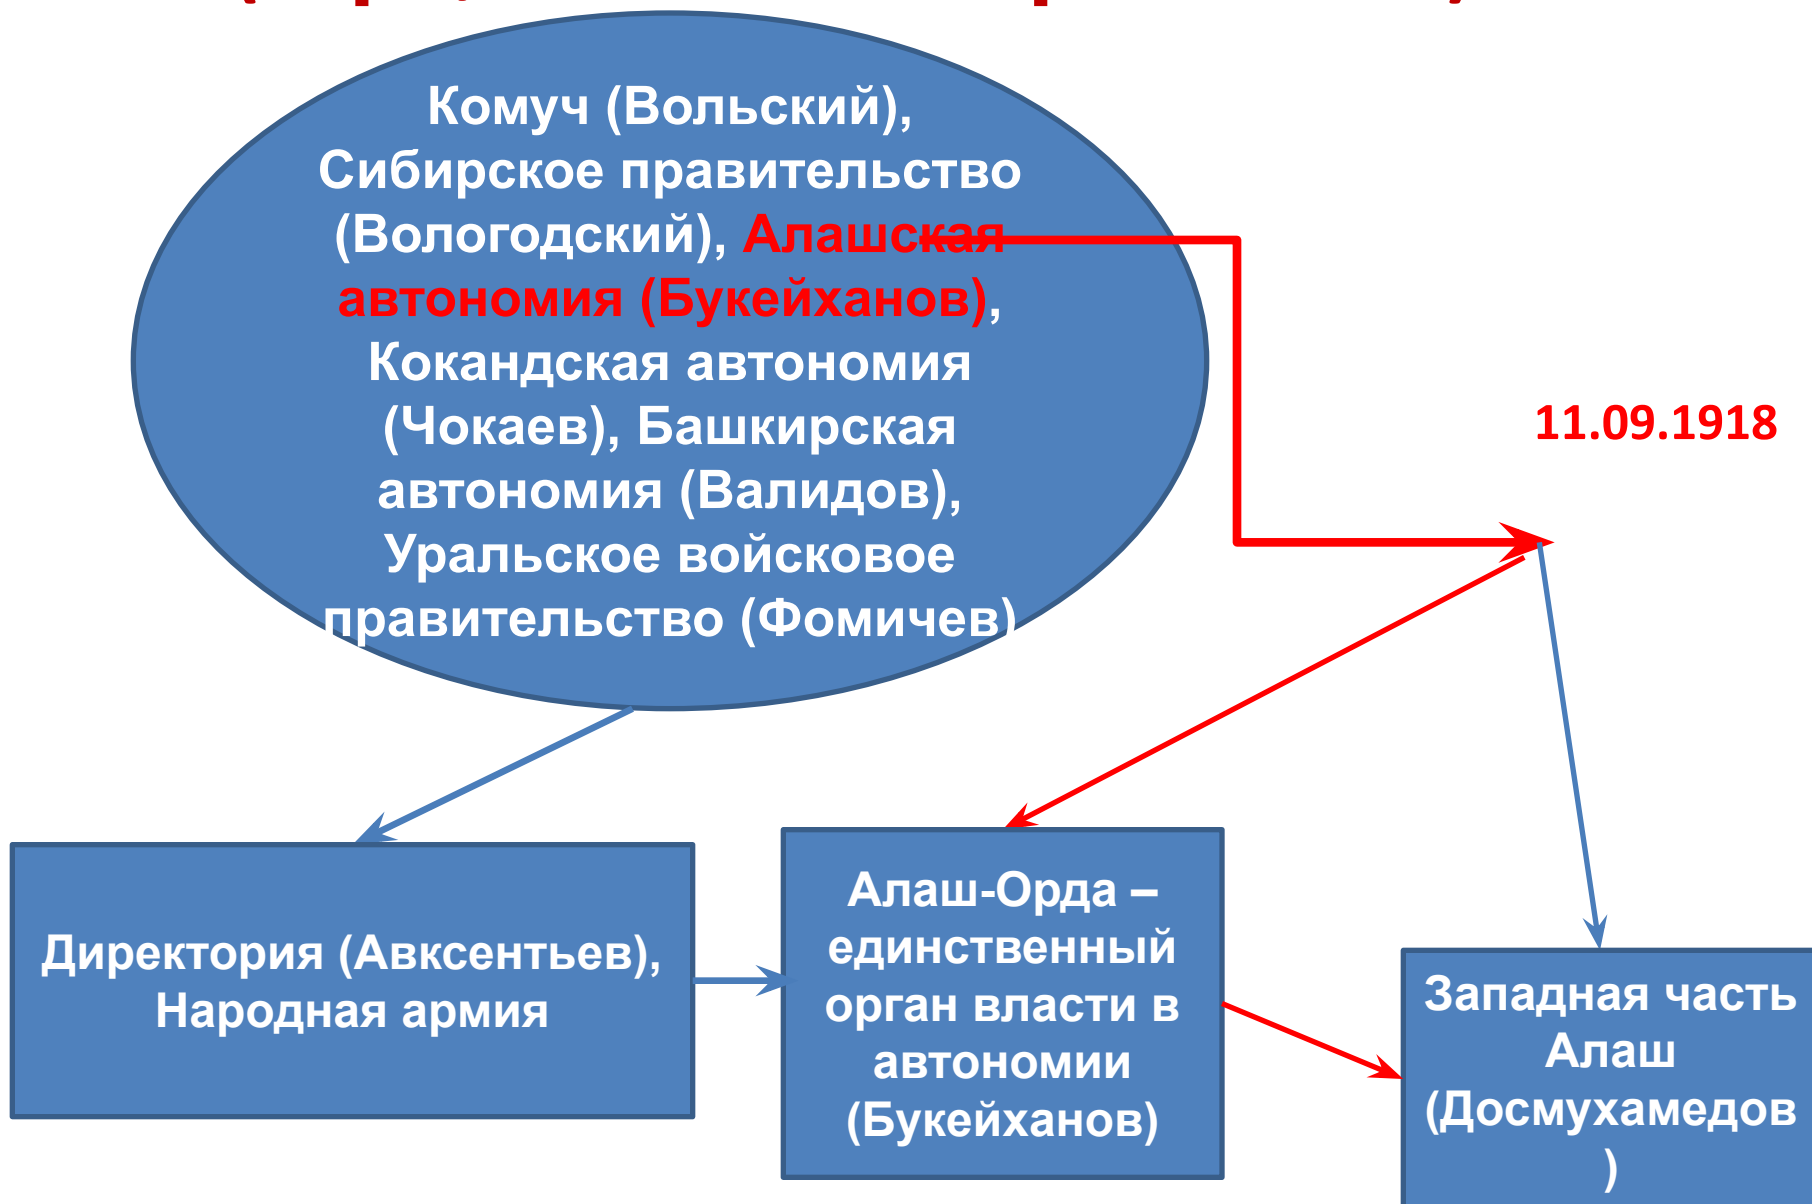 Комуч (Вольский),
Сибирское правительство
(Вологодский), Алашская
автономия (Букейханов),
Кокандская автономия
(Чокаев), Башкирская
автономия (Валидов),
Уральское войсковое
правительство (Фомичев)
11.09.1918
Директория (Авксентьев),
Народная армия
Алаш-Орда –
единственный
орган власти в
автономии
(Букейханов)
Западная часть
Алаш
(Досмухамедов
)